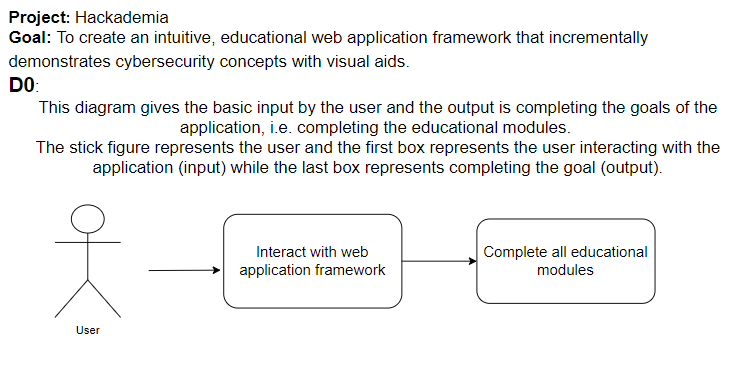 Project: Hackademia
Goal: To create an intuitive, educational web application framework that incrementally
demonstrates cybersecurity concepts with visual aids.
D0:
This diagram gives the basic input by the user and the output is completing the goals of the
application, i.e. completing the educational modules.
The stick figure represents the user and the first box represents the user interacting with the
application (input) while the last box represents completing the goal (output).
Interact with web
application framework
Complete all educational
modules
User